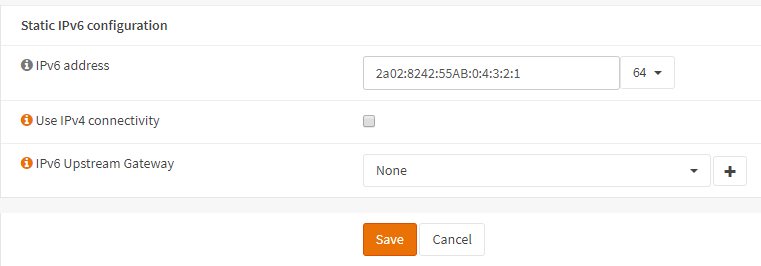 Static IPv6 configuration
IPv6 address
2a02:8242:55AB:0:4:3:2:1
64
Use IPv4 connectivity
IPv6 Upstream Gateway
None
Save
Cancel